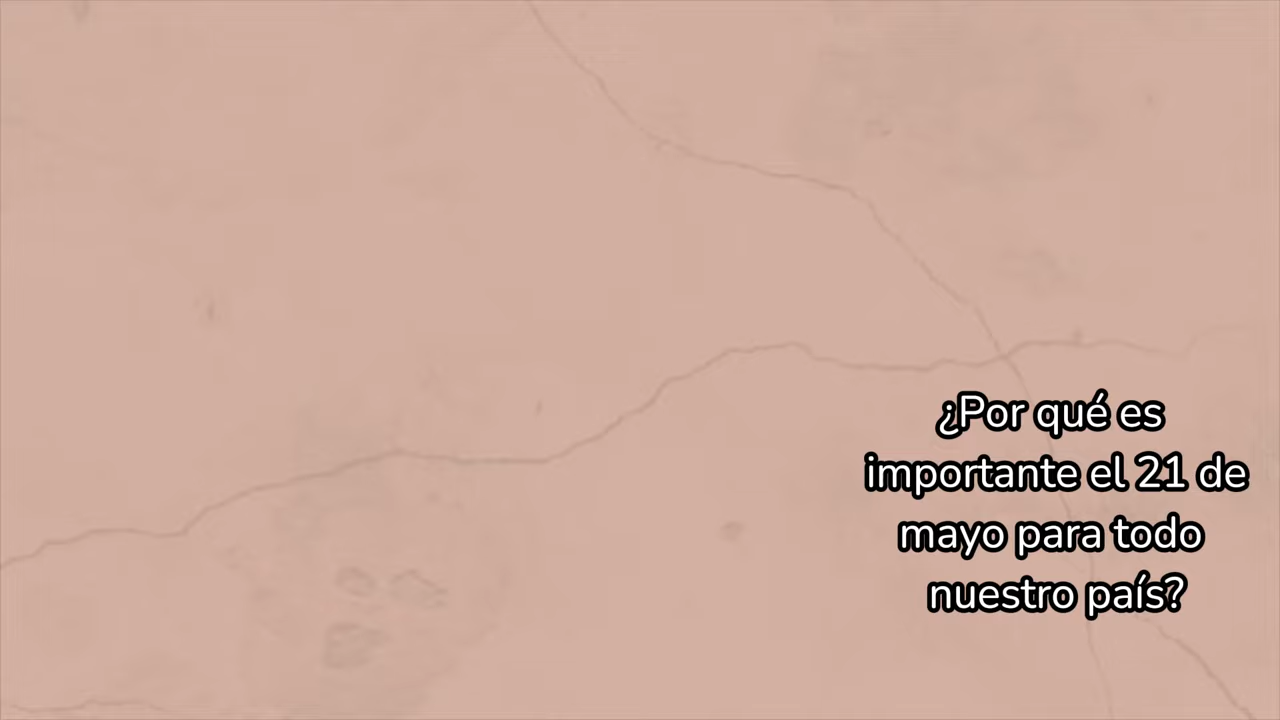 ¿Por qué es
importante el 21 de
mayo para todo
nuestro país?